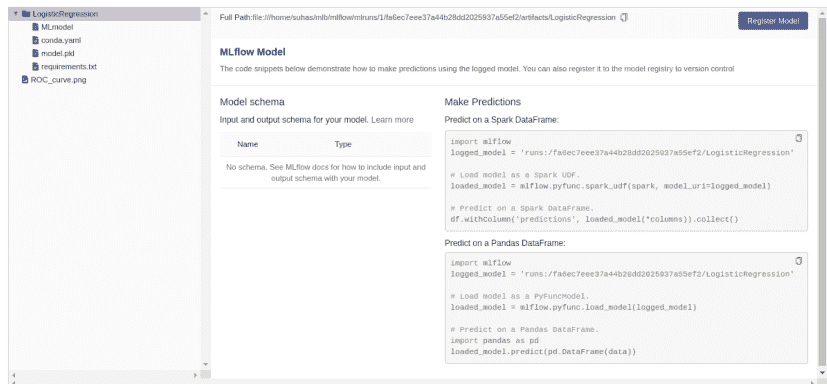 LogisticRegression
MLmodel
conda.yaml
model.pkl
requirements.txt
ROC_curve.png
Full Path:file:///home/suhas/mlb/mlflow/mlruns/1/fa6ec7eee37a44b28dd2025937a55ef2/artifacts/LogisticRegression
Register Model
MLflow Model
The code snippets below demonstrate how to make predictions using the logged model. You can also register it to the model registry to version control
Model schema
Input and output schema for your model. Learn more
Name Type
No schema. See MLflow docs for how to include input and
output schema with your model.
Make Predictions
Predict on a Spark DataFrame:
import mlflow
logged_model = 'runs:/fa6ec7eee37a44b28dd2025937a55ef2/LogisticRegression'
# Load model as a Spark UDF.
loaded_model = mlflow.pyfunc.spark_udf(spark, model_uri=logged_model)
# Predict on a Spark DataFrame.
df.withColumn('predictions', loaded_model(*columns)).collect()
Predict on a Pandas DataFrame:
import mlflow
logged_model = 'runs:/fa6ec7eee37a44b28dd2025937a55ef2/LogisticRegression'
# Load model as a PyFuncModel.
loaded_model = mlflow.pyfunc.load_model(logged_model)
# Predict on a Pandas DataFrame.
import pandas as pd
loaded_model.predict(pd.DataFrame(data))